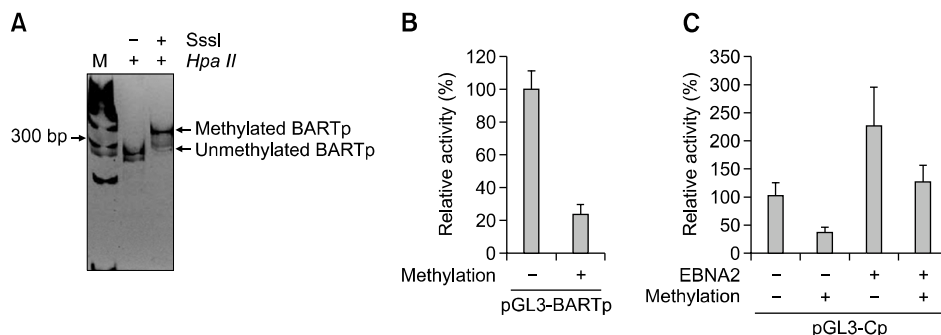 A
− + SssI
M + + Hpa II
300 bp
Methylated BARTp
Unmethylated BARTp
B
Relative activity (%)
120
100
80
60
40
20
0
Methylation − +
pGL3-BARTp
C
Relative activity (%)
350
300
250
200
150
100
50
0
EBNA2 − − + +
Methylation − + − +
pGL3-Cp